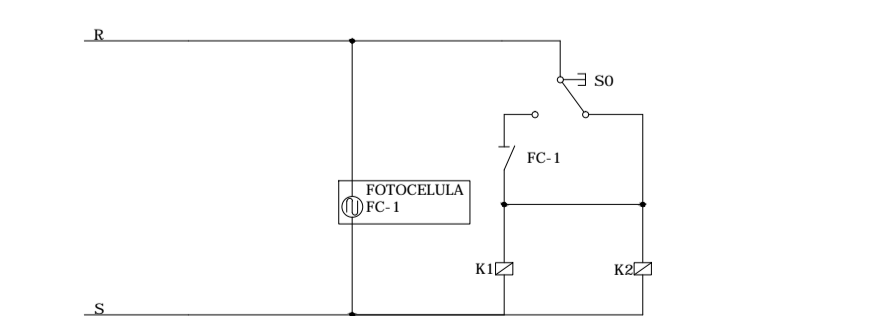 R
S0
FC-1
FOTOCELULA
FC-1
K1
K2
S